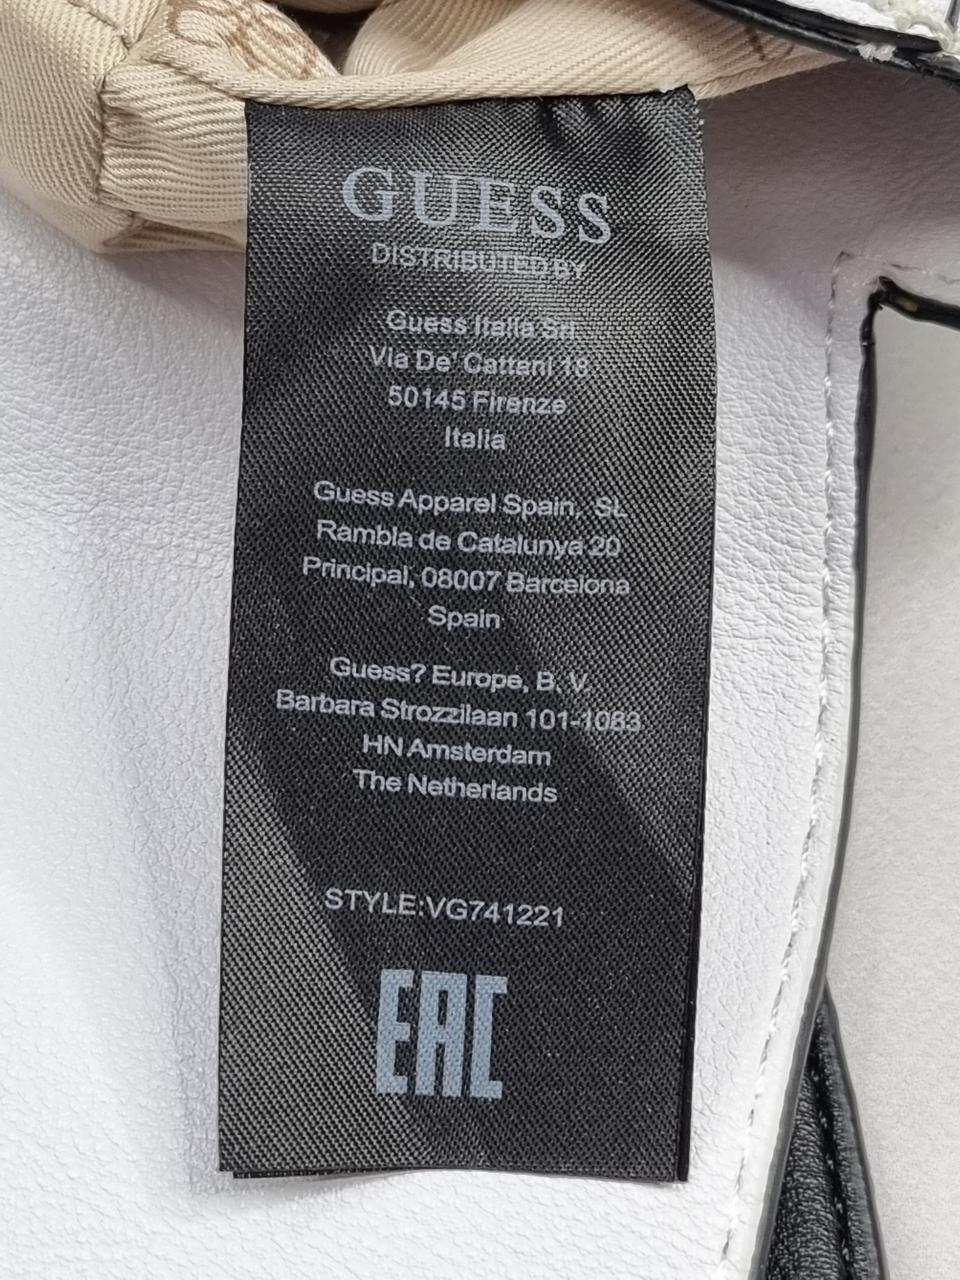 GUESS
DISTRIBUTED BY
Guess Italia Srl
Via De' Cattani 18
50145 Firenze
Italia
Guess Apparel Spain, SL
Rambla de Catalunya 20
Principal, 08007 Barcelona
Spain
Guess? Europe, B. V.
Barbara Strozzilaan 101-1083
HN Amsterdam
The Netherlands
STYLE:VG741221
EAC